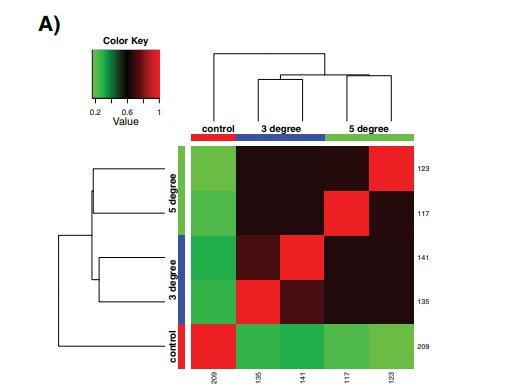 A)
Color Key
0.2 0.6 1
Value
control 3 degree 5 degree
5 degree
3 degree
control
123
117
141
135
209
209 135 141 117 123